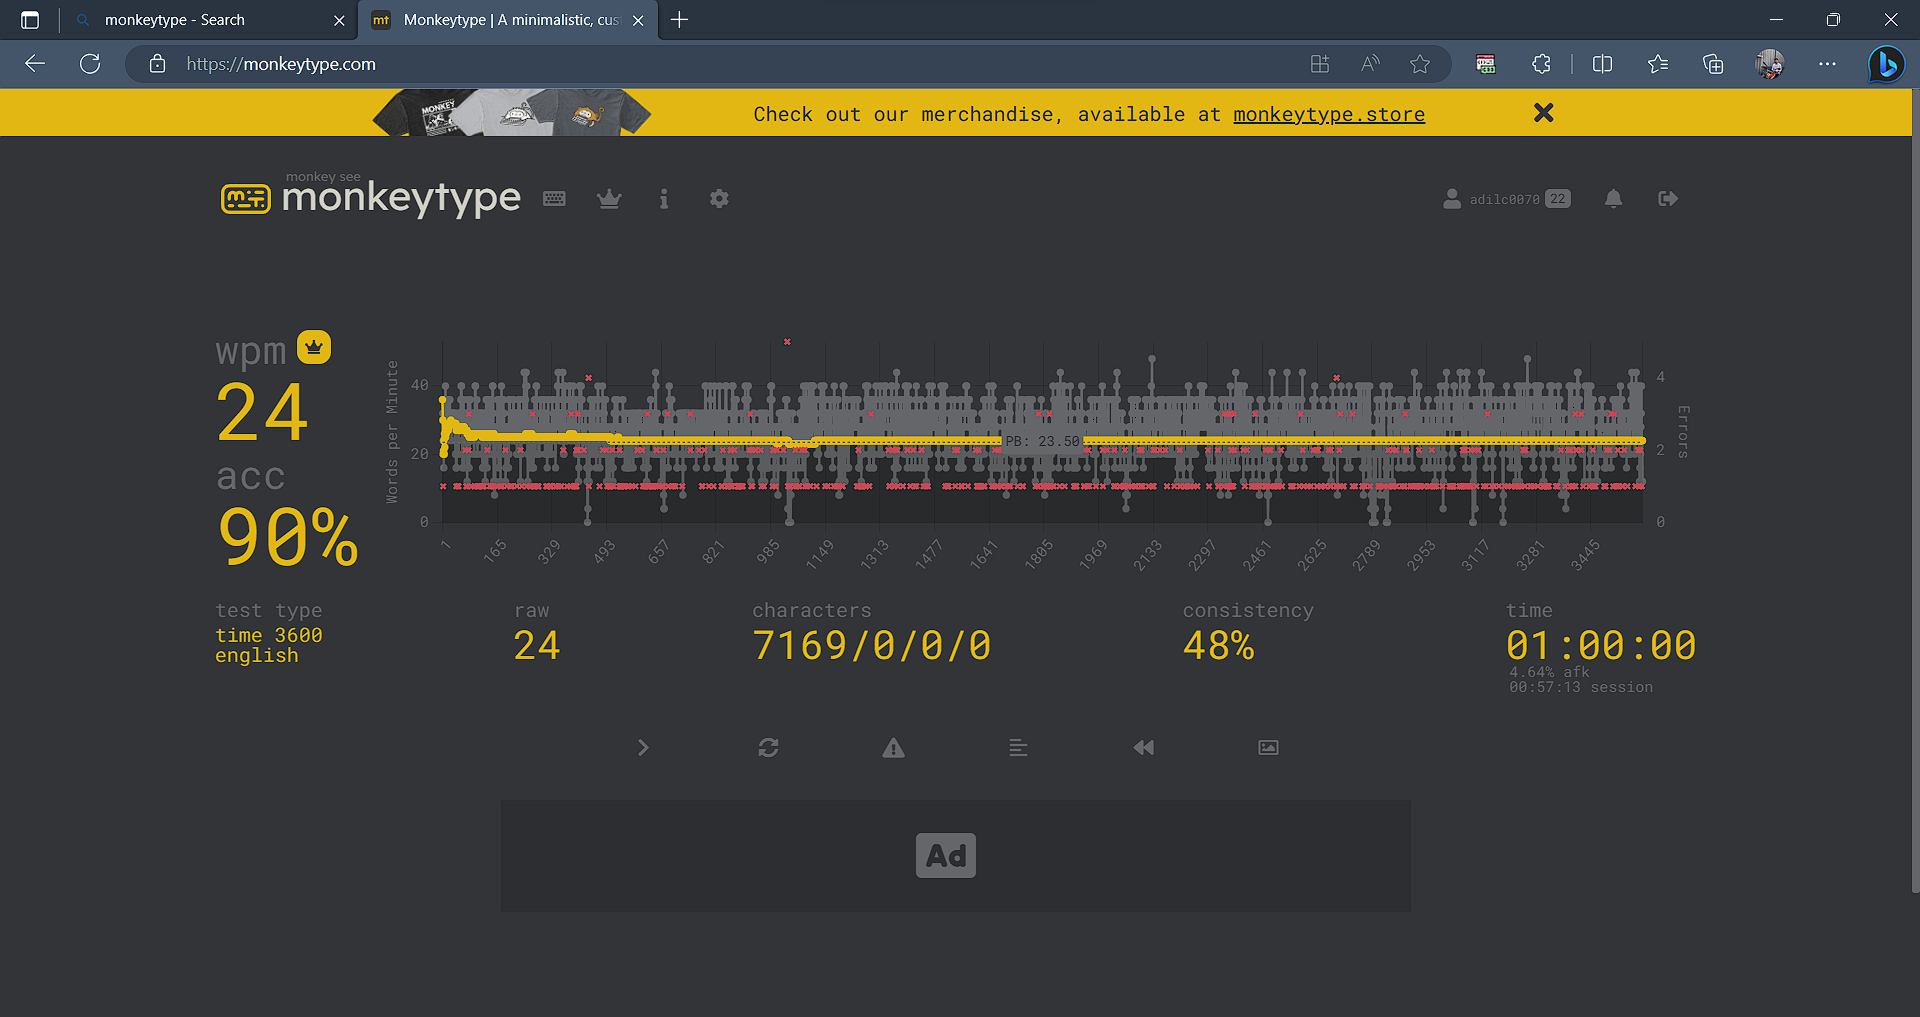 monkeytype - Search
Monkeytype | A minimalistic, cus
https://monkeytype.com
MONKEY
Check out our merchandise, available at monkeytype.store
monkey see
monkeytype
adilc0070 22
wpm
24
acc
90%
Words per Minute
40
20
0
PB: 23.50
4
2
0
Errors
1 165 329 493 657 821 985 1149 1313 1477 1641 1805 1969 2133 2297 2461 2625 2789 2953 3117 3281 3445
test type
time 3600
english
raw
24
characters
7169/0/0/0
consistency
48%
time
01:00:00
4.64% afk
00:57:13 session
Ad